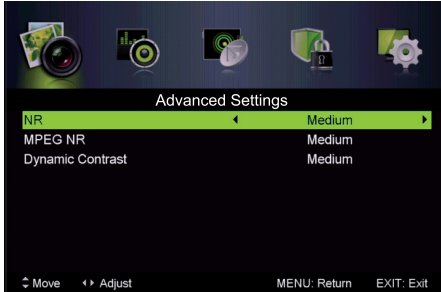 Advanced Settings
NR Medium
MPEG NR Medium
Dynamic Contrast Medium
Move Adjust MENU: Return EXIT: Exit